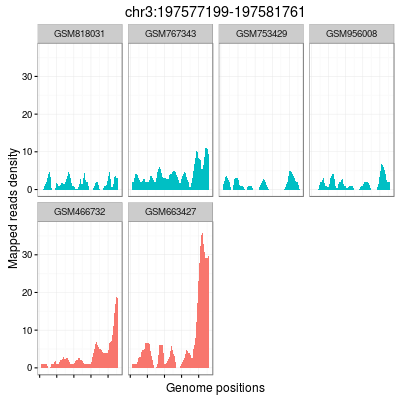 chr3:197577199-197581761
GSM818031 GSM767343 GSM753429 GSM956008
30
20
10
0
Mapped reads density
GSM466732 GSM663427
30
20
10
0
Genome positions